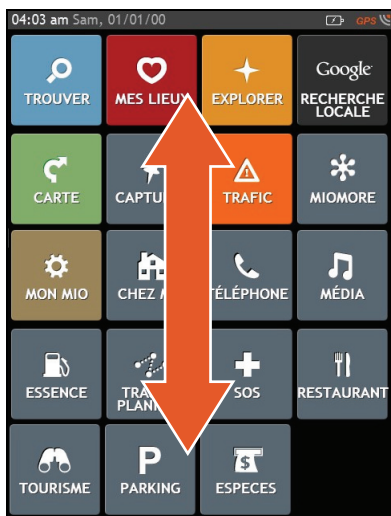 04:03 am Sam, 01/01/00 GPS
TROUVER
MES LIEUX
EXPLORER
Google
RECHERCHE
LOCALE
CARTE
TRAFIC
MIOMORE
MON MIO
CHEZ
TÉLÉPHONE
MÉDIA
ESSENCE
SOS
RESTAURANT
TOURISME
P
PARKING
$
ESPECES